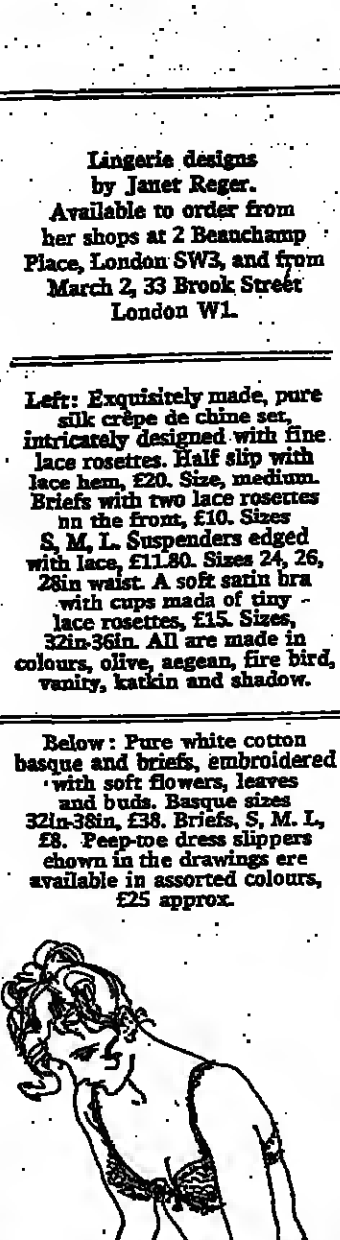 Lingerie designs
by Janet Reger.
Available to order from
her shops at 2 Beauchamp
Place, London SW3, and from
March 2, 33 Brook Street
London W1.
Left: Exquisitely made, pure
silk crêpe de chine set,
intricately designed with fine
lace rosettes. Half slip with
lace hem, £20. Size, medium.
Briefs with two lace rosettes
nn the front, £10. Sizes
S, M, L. Suspenders edged
with lace, £11.80. Sizes 24, 26,
28in waist. A soft satin bra
with cups mada of tiny
lace rosettes, £15. Sizes,
32in-36in. All are made in
colours, olive, aegean, fire bird,
vanity, katkin and shadow.
Below: Pure white cotton
basque and briefs, embroidered
with soft flowers, leaves
and buds. Basque sizes
32in-38in, £38. Briefs, S, M. L,
£8. Peep-toe dress slippers
chown in the drawings ere
available in assorted colours,
£25 approx.